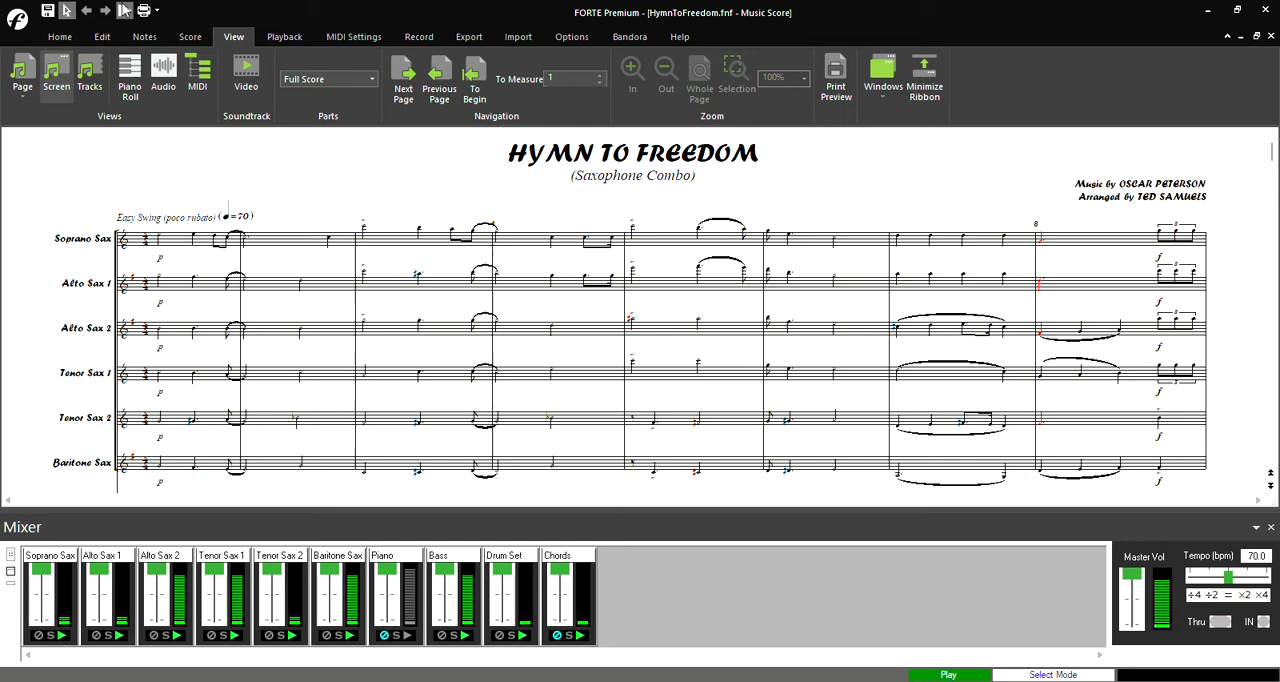 FORTE Premium - [HymnToFreedom.fnf - Music Score]
Home Edit Notes Score View Playback MIDI Settings Record Export Import Options Bandora Help
Page Screen Tracks Piano Roll Audio MIDI Video Full Score Next Page Previous Page To Begin To Measure 1 In Out Whole Page Selection 100% Print Preview Windows Minimize Ribbon
Views Soundtrack Parts Navigation Zoom
HYMN TO FREEDOM
(Saxophone Combo)
Music by OSCAR PETERSON
Arranged by TED SAMUELS
Easy Swing (poco rubato) (♩=70)
8
3
Soprano Sax
p f
3
Alto Sax 1
p f
3
Alto Sax 2
p f
Tenor Sax 1
3
p f
Tenor Sax 2
p f
Baritone Sax
p f
Mixer
Soprano Sax Alto Sax 1 Alto Sax 2 Tenor Sax 1 Tenor Sax 2 Baritone Sax Piano Bass Drum Set Chords Master Vol Tempo (bpm) 70.0
÷4 ÷2 = ×2 ×4
S S S S S S S S S S Thru IN
Play Select Mode